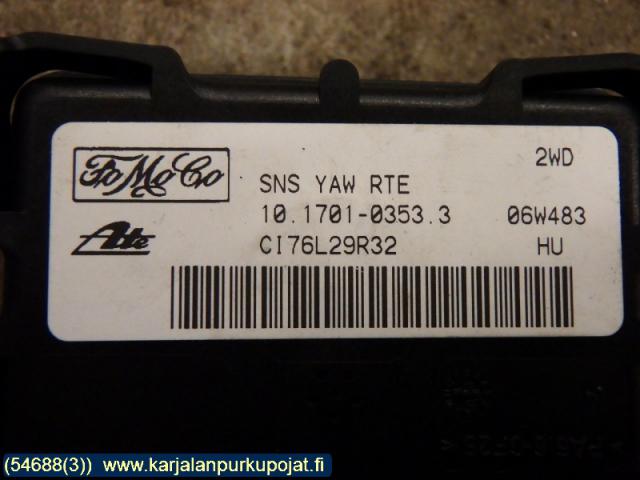 2WD
FoMoCo
SNS YAW RTE
10.1701-0353.3 06W483
Ate
CI76L29R32 HU
(54688(3)) www.karjalanpurkupojat.fi